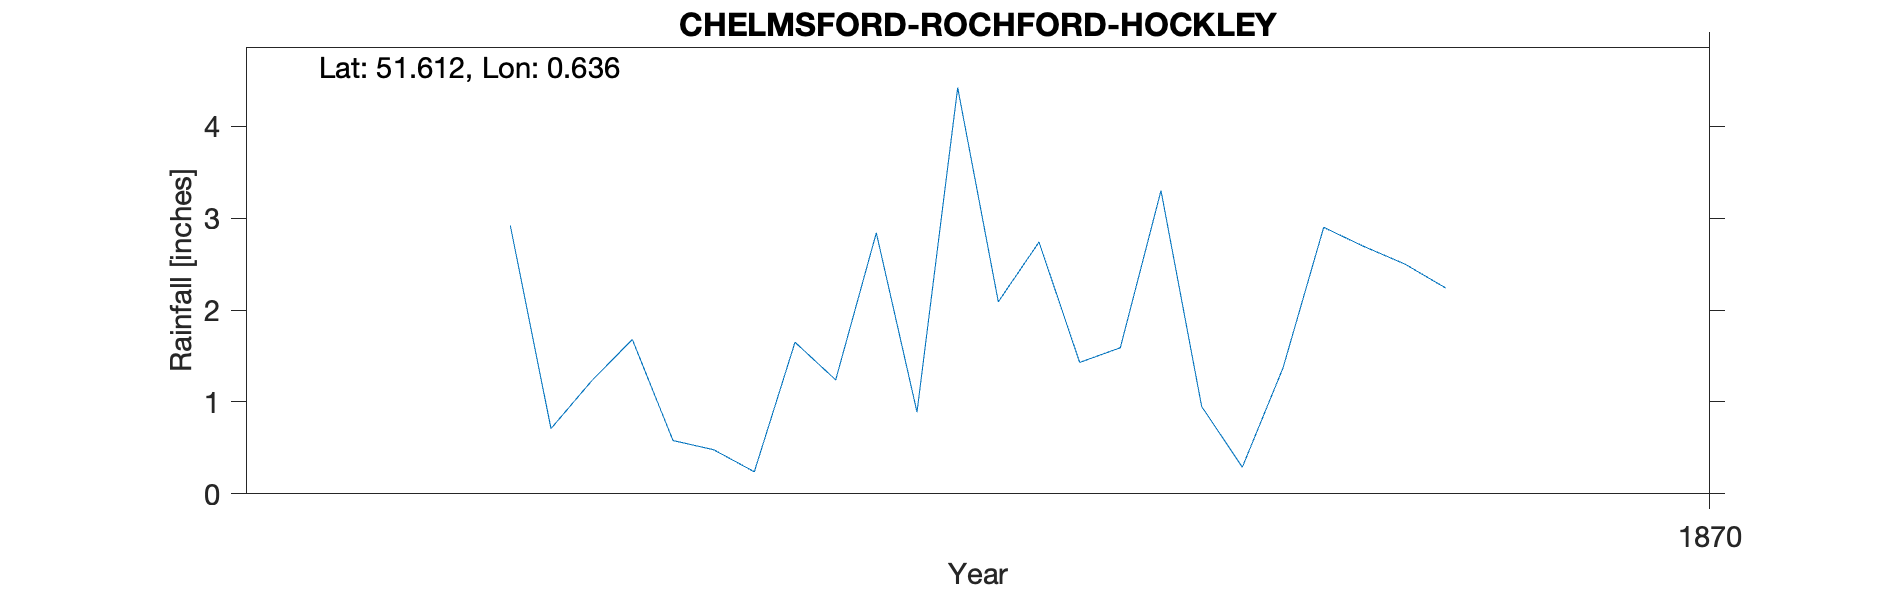 CHELMSFORD-ROCHFORD-HOCKLEY
Lat: 51.612, Lon: 0.636
4
3
2
1
0
Rainfall [inches]
1870
Year